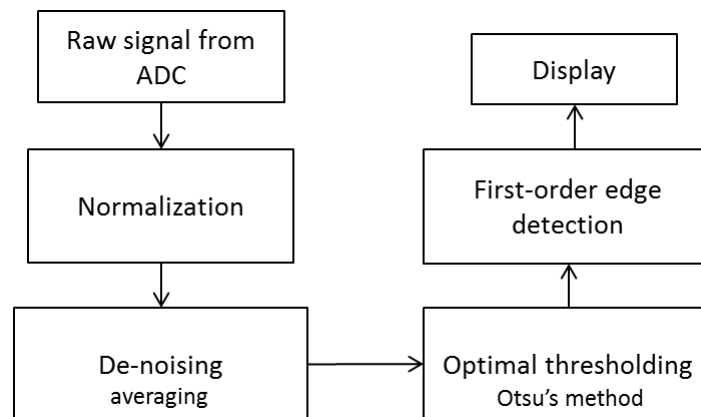 Raw signal from
ADC
Normalization
De-noising
averaging
Optimal thresholding
Otsu’s method
First-order edge
detection
Display